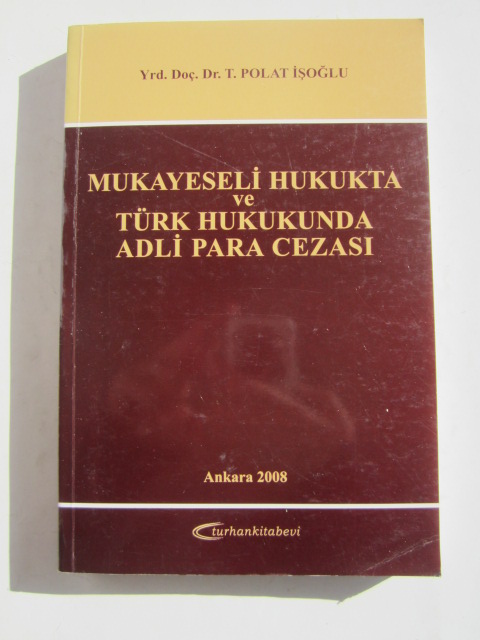 Yrd. Doç. Dr. T. POLAT İŞOĞLU
MUKAYESELİ HUKUKTA
ve
TÜRK HUKUKUNDA
ADLİ PARA CEZASI
Ankara 2008
turhankitabevi